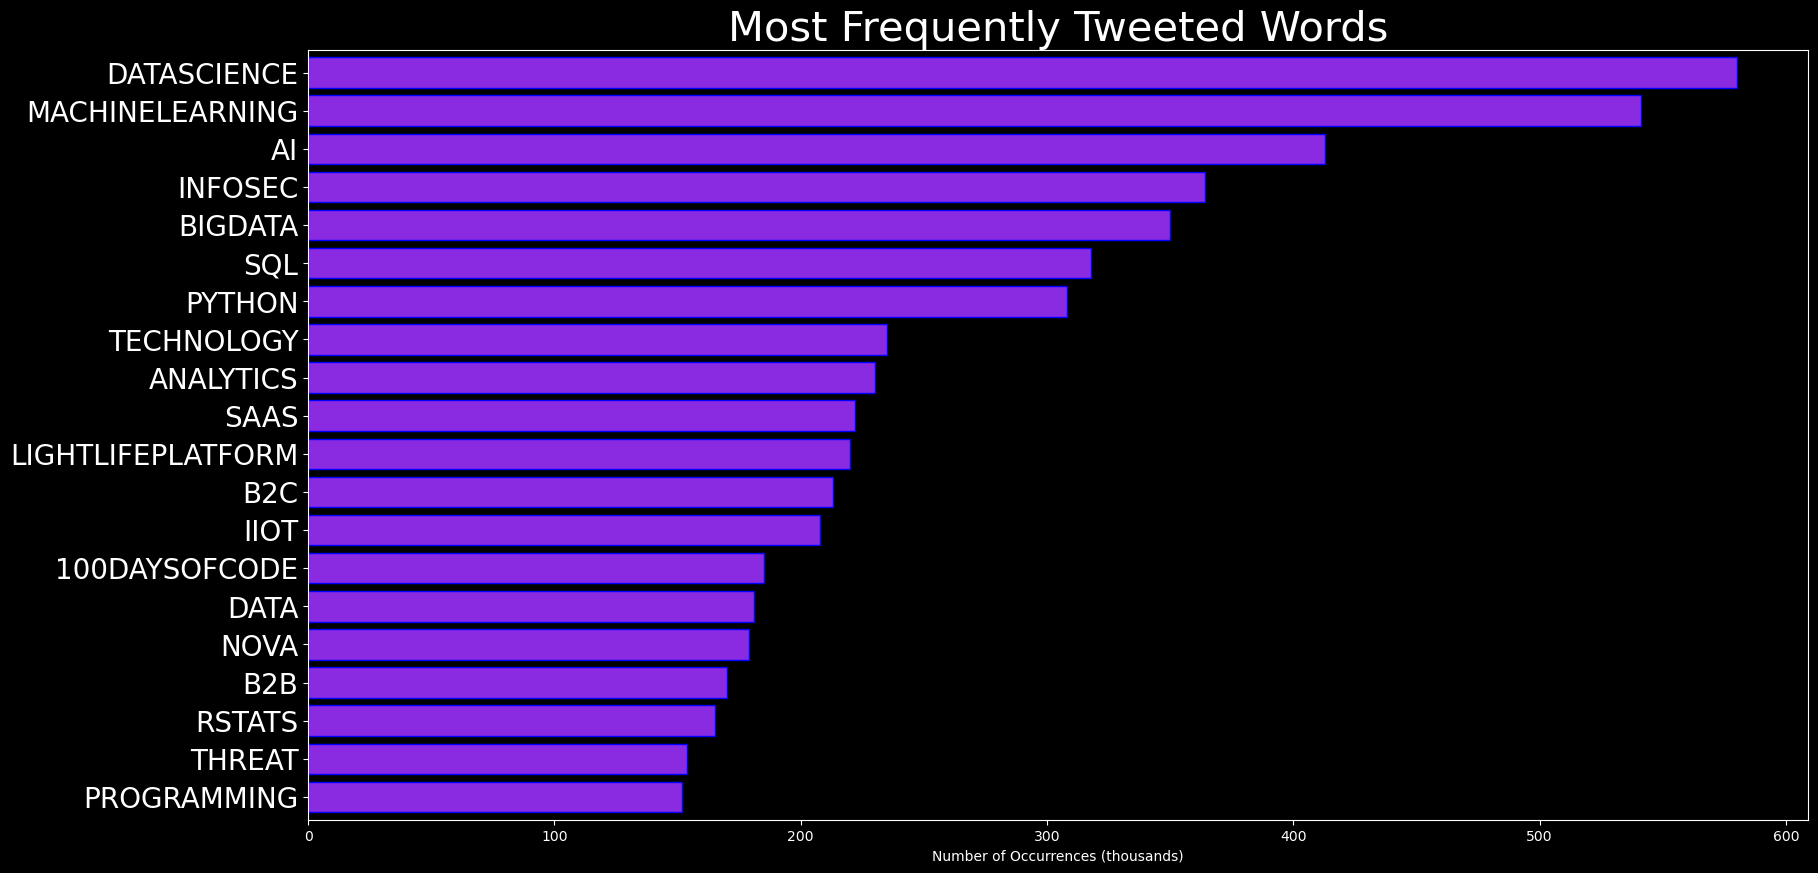 Most Frequently Tweeted Words
DATASCIENCE
MACHINELEARNING
AI
INFOSEC
BIGDATA
SQL
PYTHON
TECHNOLOGY
ANALYTICS
SAAS
LIGHTLIFEPLATFORM
B2C
IIOT
100DAYSOFCODE
DATA
NOVA
B2B
RSTATS
THREAT
PROGRAMMING
0 100 200 300 400 500 600
Number of Occurrences (thousands)